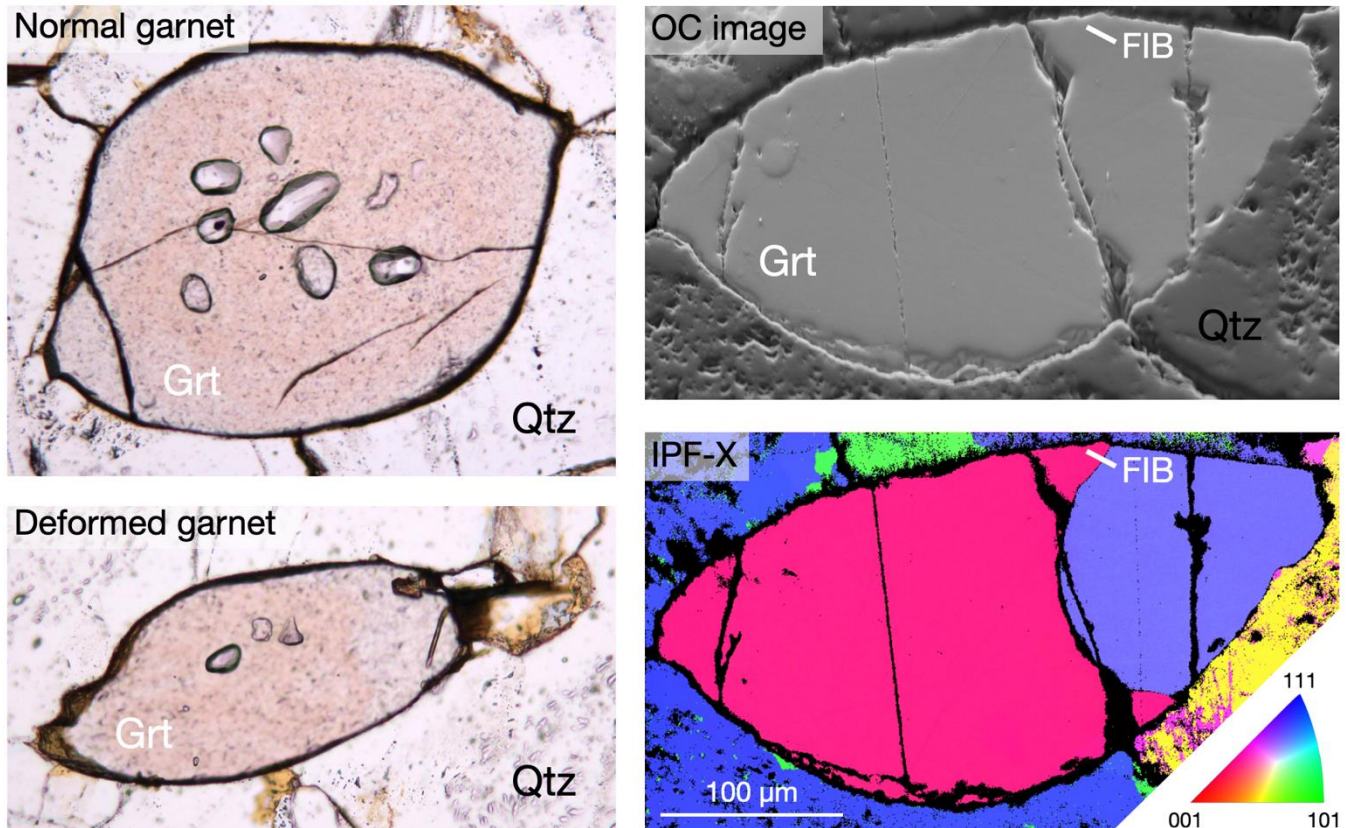 Normal garnet
Grt
Qtz
Deformed garnet
Grt
Qtz
OC image
FIB
Grt
Qtz
IPF-X
FIB
100 µm
111
001
101